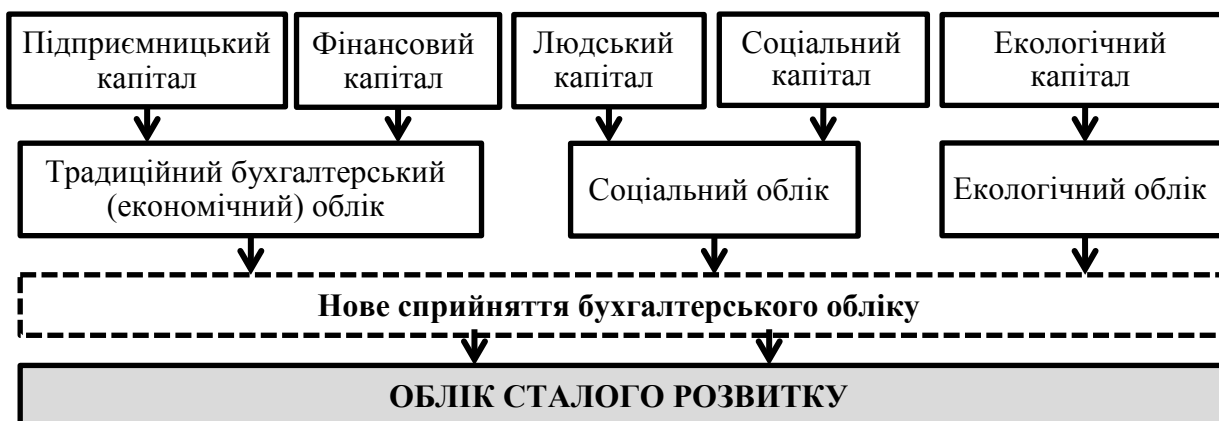 Підприємницький
капітал
Фінансовий
капітал
Людський
капітал
Соціальний
капітал
Екологічний
капітал
Традиційний бухгалтерський
(економічний) облік
Соціальний облік
Екологічний облік
Нове сприйняття бухгалтерського обліку
ОБЛІК СТАЛОГО РОЗВИТКУ